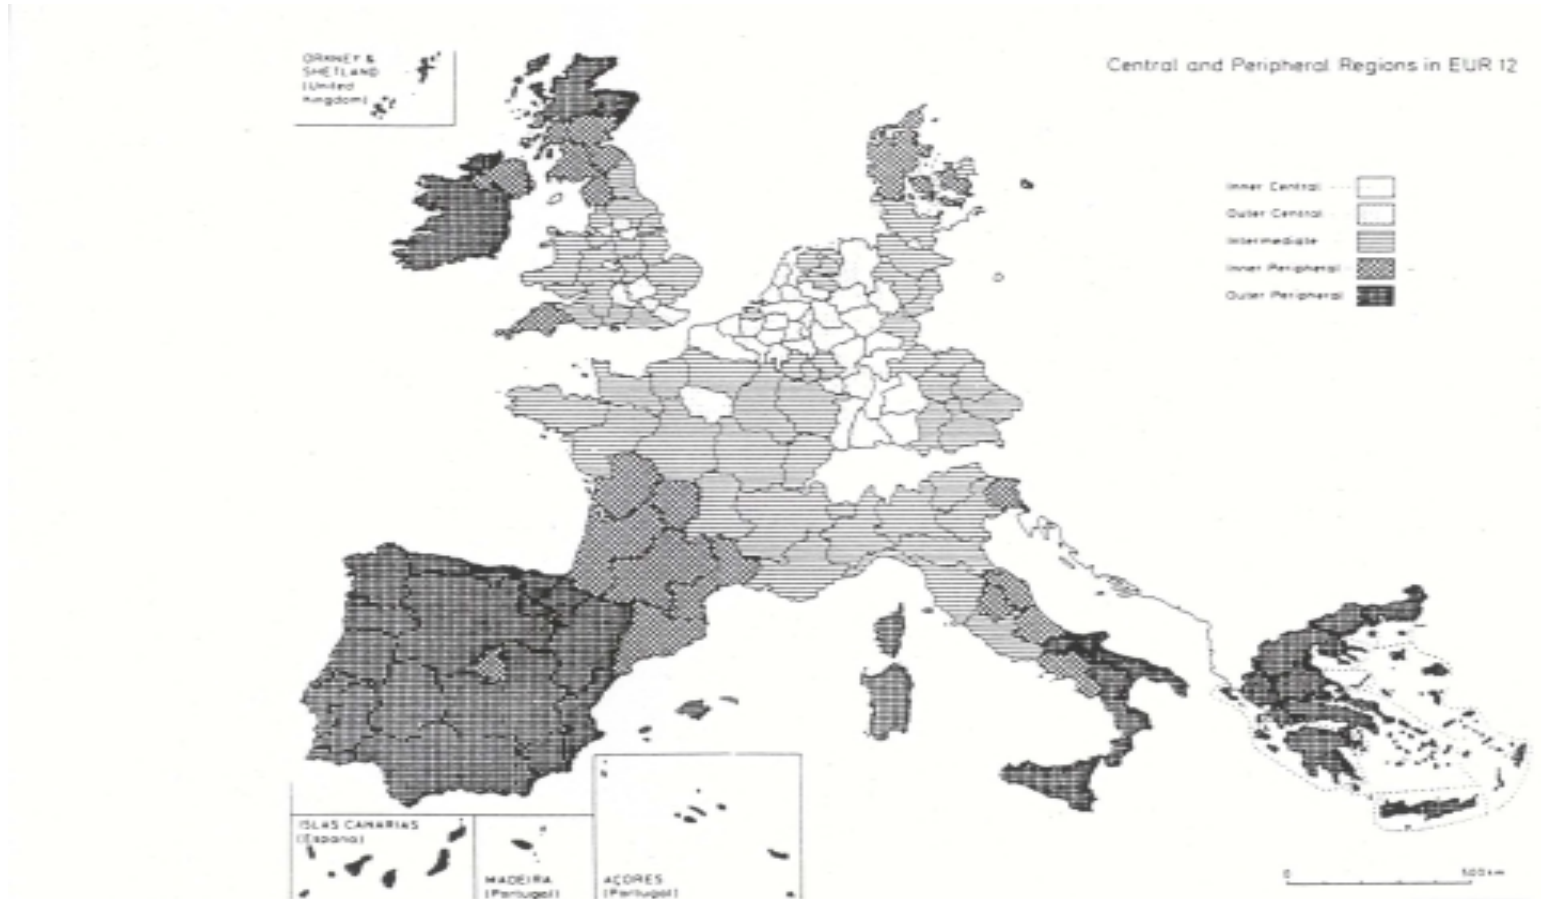 ORKNEY &
SHETLAND
(United
Kingdom)
Central and Peripheral Regions in EUR 12
Inner Central
Outer Central
Intermediate
Inner Peripheral
Outer Peripheral
ISLAS CANARIAS
(Espana)
MADEIRA
(Portugal)
AÇORES
(Portugal)
0
500 km